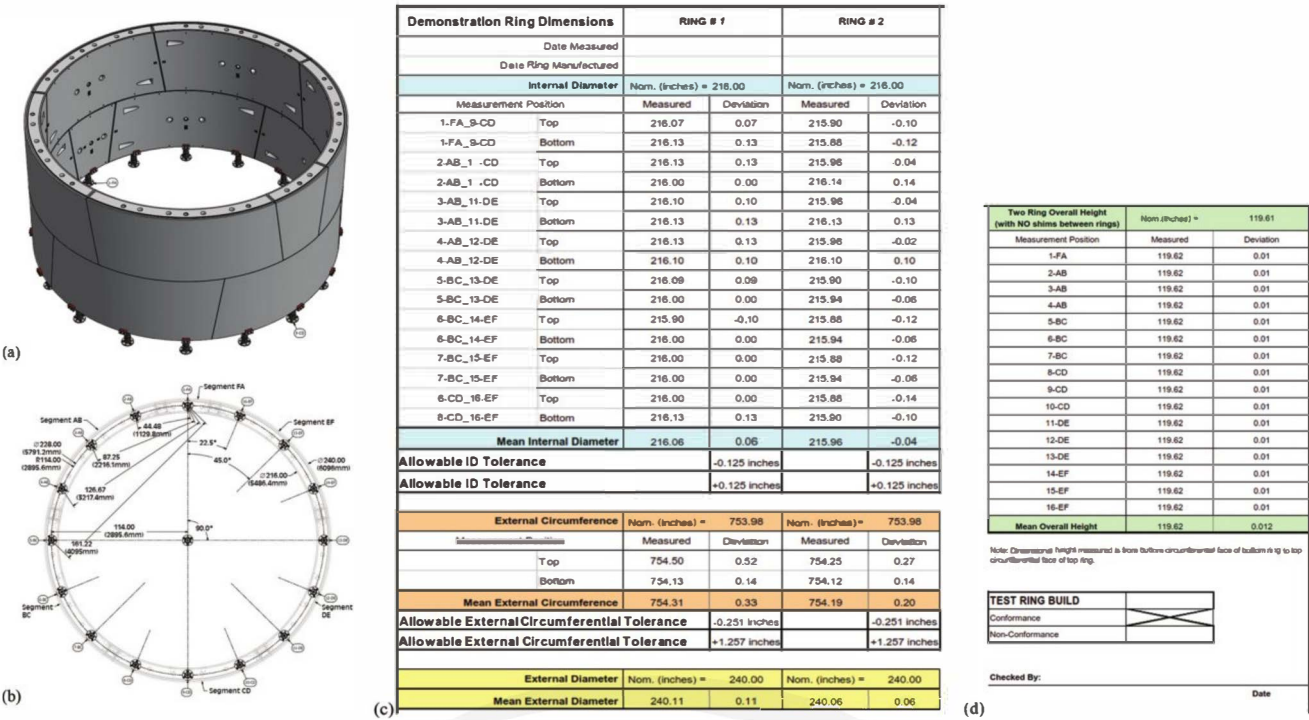 (a)
Segment FA
Segment AB
Segment EF
44.48
(1129.8mm)
22.5°
Ø228.00
(5791.2mm)
R114.00
(2895.6mm)
87.25
(2216.1mm)
45.0°
Ø240.00
(6096mm)
Ø216.00
(5486.4mm)
126.67
(3217.4mm)
114.00
(2895.6mm)
90.0°
161.22
(4095mm)
Segment
BC
Segment
DE
Segment CD
(b)
Demonstration Ring Dimensions RING # 1 RING # 2
Date Measured
Date Ring Manufactured
Internal Diameter Nom. (inches) = 216.00 Nom. (inches) = 216.00
Measurement Position Measured Deviation Measured Deviation
1-FA_9-CD Top 216.07 0.07 215.90 -0.10
1-FA_9-CD Bottom 216.13 0.13 215.88 -0.12
2-AB_1 -CD Top 216.13 0.13 215.96 -0.04
2-AB_1 -CD Bottom 216.00 0.00 216.14 0.14
3-AB_11-DE Top 216.10 0.10 215.96 -0.04
3-AB_11-DE Bottom 216.13 0.13 216.13 0.13
4-AB_12-DE Top 216.13 0.13 215.98 -0.02
4-AB_12-DE Bottom 216.10 0.10 216.10 0.10
5-BC_13-DE Top 216.09 0.09 215.90 -0.10
5-BC_13-DE Bottom 216.00 0.00 215.94 -0.06
6-BC_14-EF Top 215.90 -0.10 215.88 -0.12
6-BC_14-EF Bottom 216.00 0.00 215.94 -0.06
7-BC_15-EF Top 216.00 0.00 215.88 -0.12
7-BC_15-EF Bottom 216.00 0.00 215.94 -0.06
8-CD_16-EF Top 216.00 0.00 215.86 -0.14
8-CD_16-EF Bottom 216.13 0.13 215.90 -0.10
Mean Internal Diameter 216.06 0.06 215.96 -0.04
Allowable ID Tolerance -0.125 inches -0.125 inches
Allowable ID Tolerance +0.125 inches +0.125 inches
External Circumference Nom. (inches) = 753.98 Nom. (inches) = 753.98
Measured Deviation Measured Deviation
Top 754.50 0.52 754.25 0.27
Bottom 754.13 0.14 754.12 0.14
Mean External Circumference 754.31 0.33 754.19 0.20
Allowable External Circumferential Tolerance -0.251 inches -0.251 inches
Allowable External Circumferential Tolerance +1.257 inches +1.257 inches
External Diameter Nom. (inches) = 240.00 Nom. (inches) = 240.00
Mean External Diameter 240.11 0.11 240.06 0.06
(c)
Two Ring Overall Height
(with NO shims between rings) Nom.(Inches) = 119.61
Measurement Position Measured Deviation
1-FA 119.62 0.01
2-AB 119.62 0.01
3-AB 119.62 0.01
4-AB 119.62 0.01
5-BC 119.62 0.01
6-BC 119.62 0.01
7-BC 119.62 0.01
8-CD 119.62 0.01
9-CD 119.62 0.01
10-CD 119.62 0.01
11-DE 119.62 0.01
12-DE 119.62 0.01
13-DE 119.62 0.01
14-EF 119.62 0.01
15-EF 119.62 0.01
16-EF 119.62 0.01
Mean Overall Height 119.62 0.012
Note: Dimensional height measured is from bottom circumferential face of bottom ring to top
circumferential face of top ring.
TEST RING BUILD
Conformance
Non-Conformance
Checked By:
Date
(d)